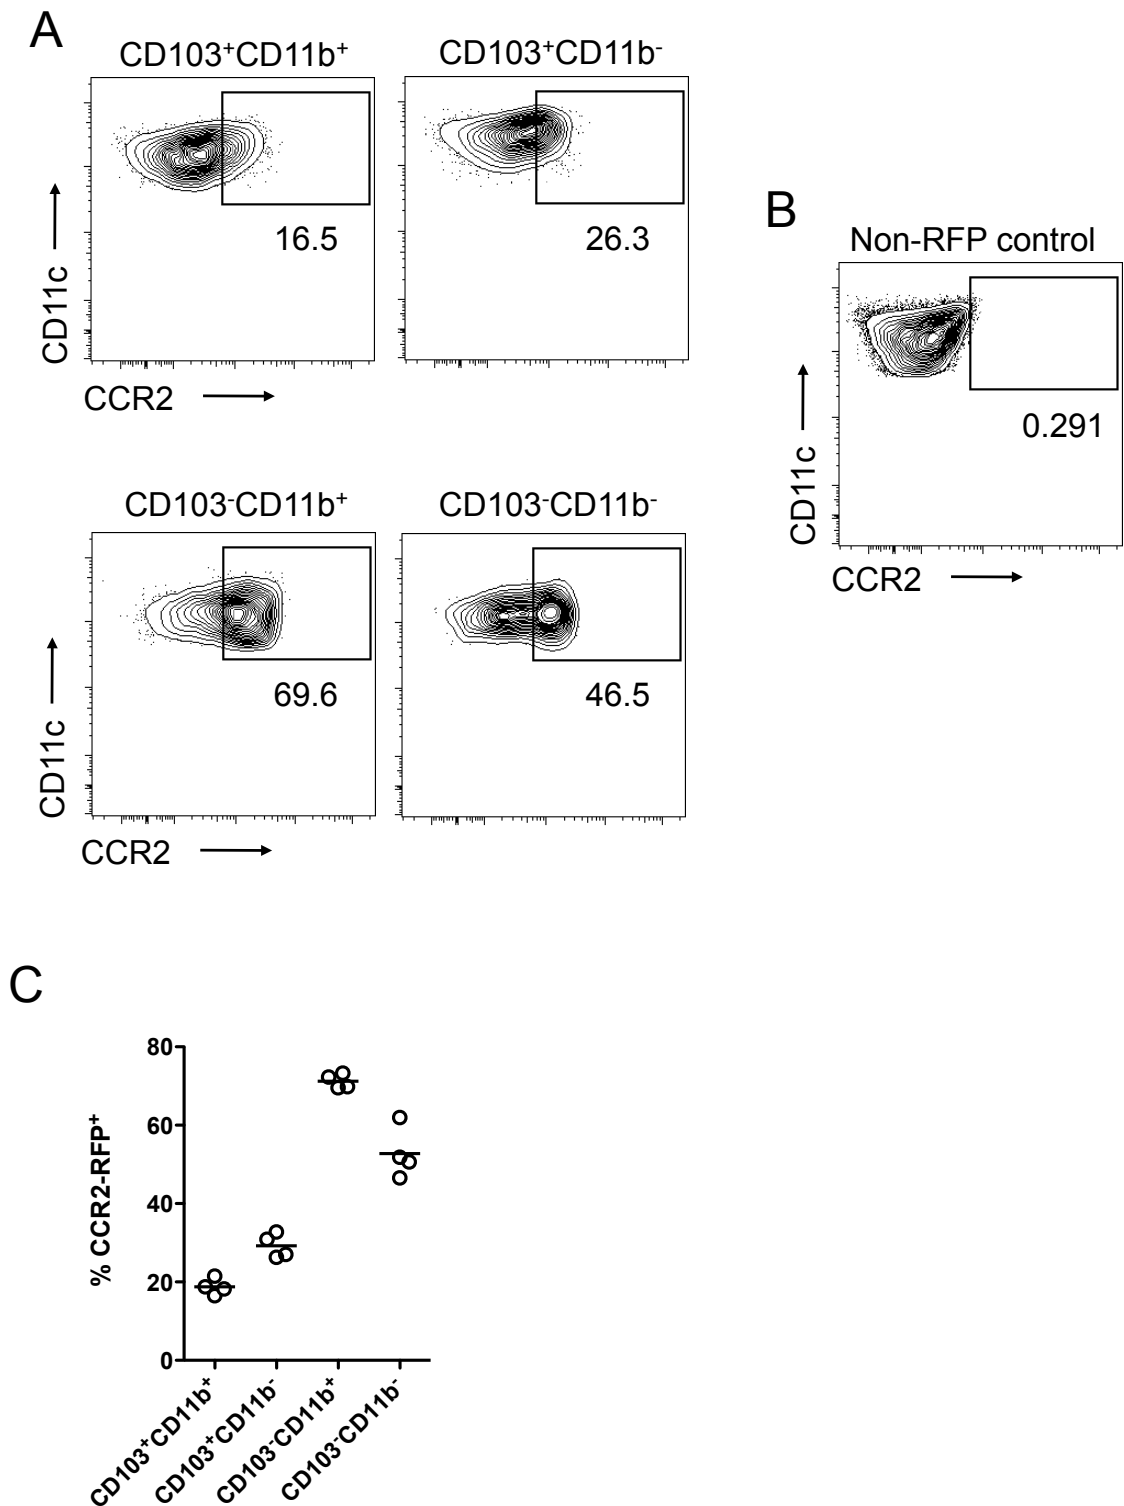 A
CD103⁺CD11b⁺
CD103⁺CD11b⁻
16.5
26.3
CD11c
CCR2
B
Non-RFP control
0.291
CD11c
CCR2
CD103⁻CD11b⁺
CD103⁻CD11b⁻
69.6
46.5
CD11c
CCR2
C
80
60
40
20
0
% CCR2-RFP⁺
CD103⁺CD11b⁺
CD103⁺CD11b⁻
CD103⁻CD11b⁺
CD103⁻CD11b⁻